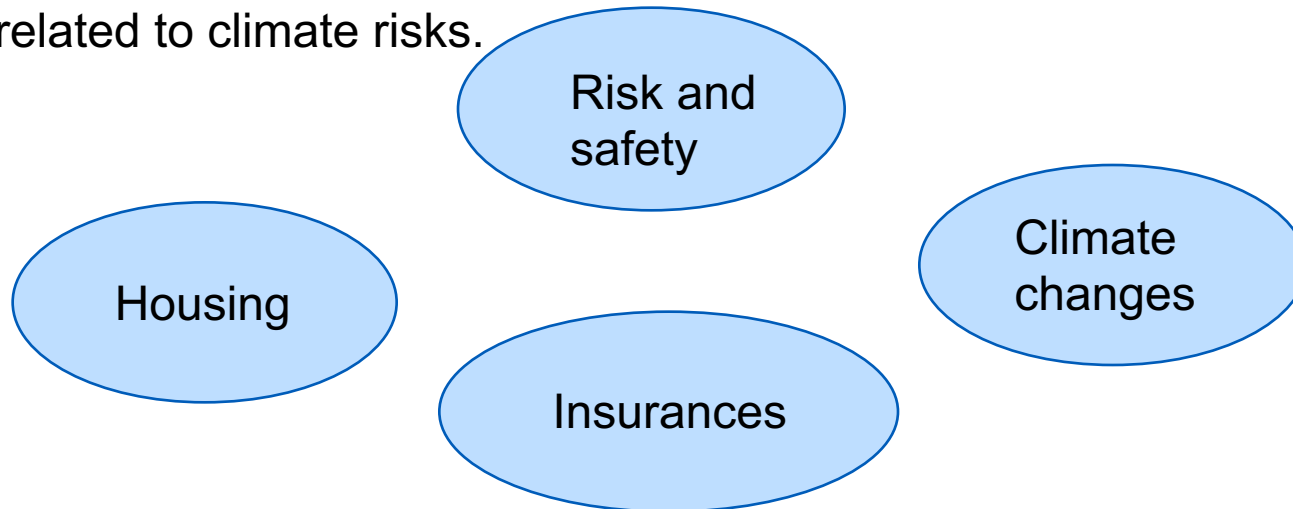 related to climate risks.
Risk and
safety
Climate
changes
Housing
Insurances